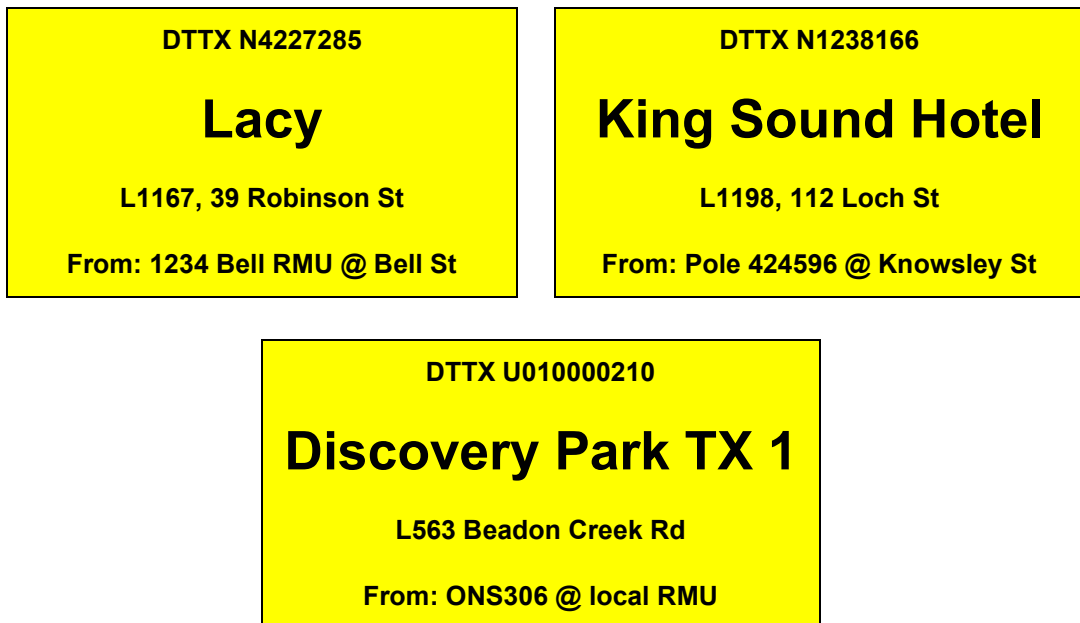 DTTX N4227285
Lacy
L1167, 39 Robinson St
From: 1234 Bell RMU @ Bell St
DTTX N1238166
King Sound Hotel
L1198, 112 Loch St
From: Pole 424596 @ Knowsley St
DTTX U010000210
Discovery Park TX 1
L563 Beadon Creek Rd
From: ONS306 @ local RMU